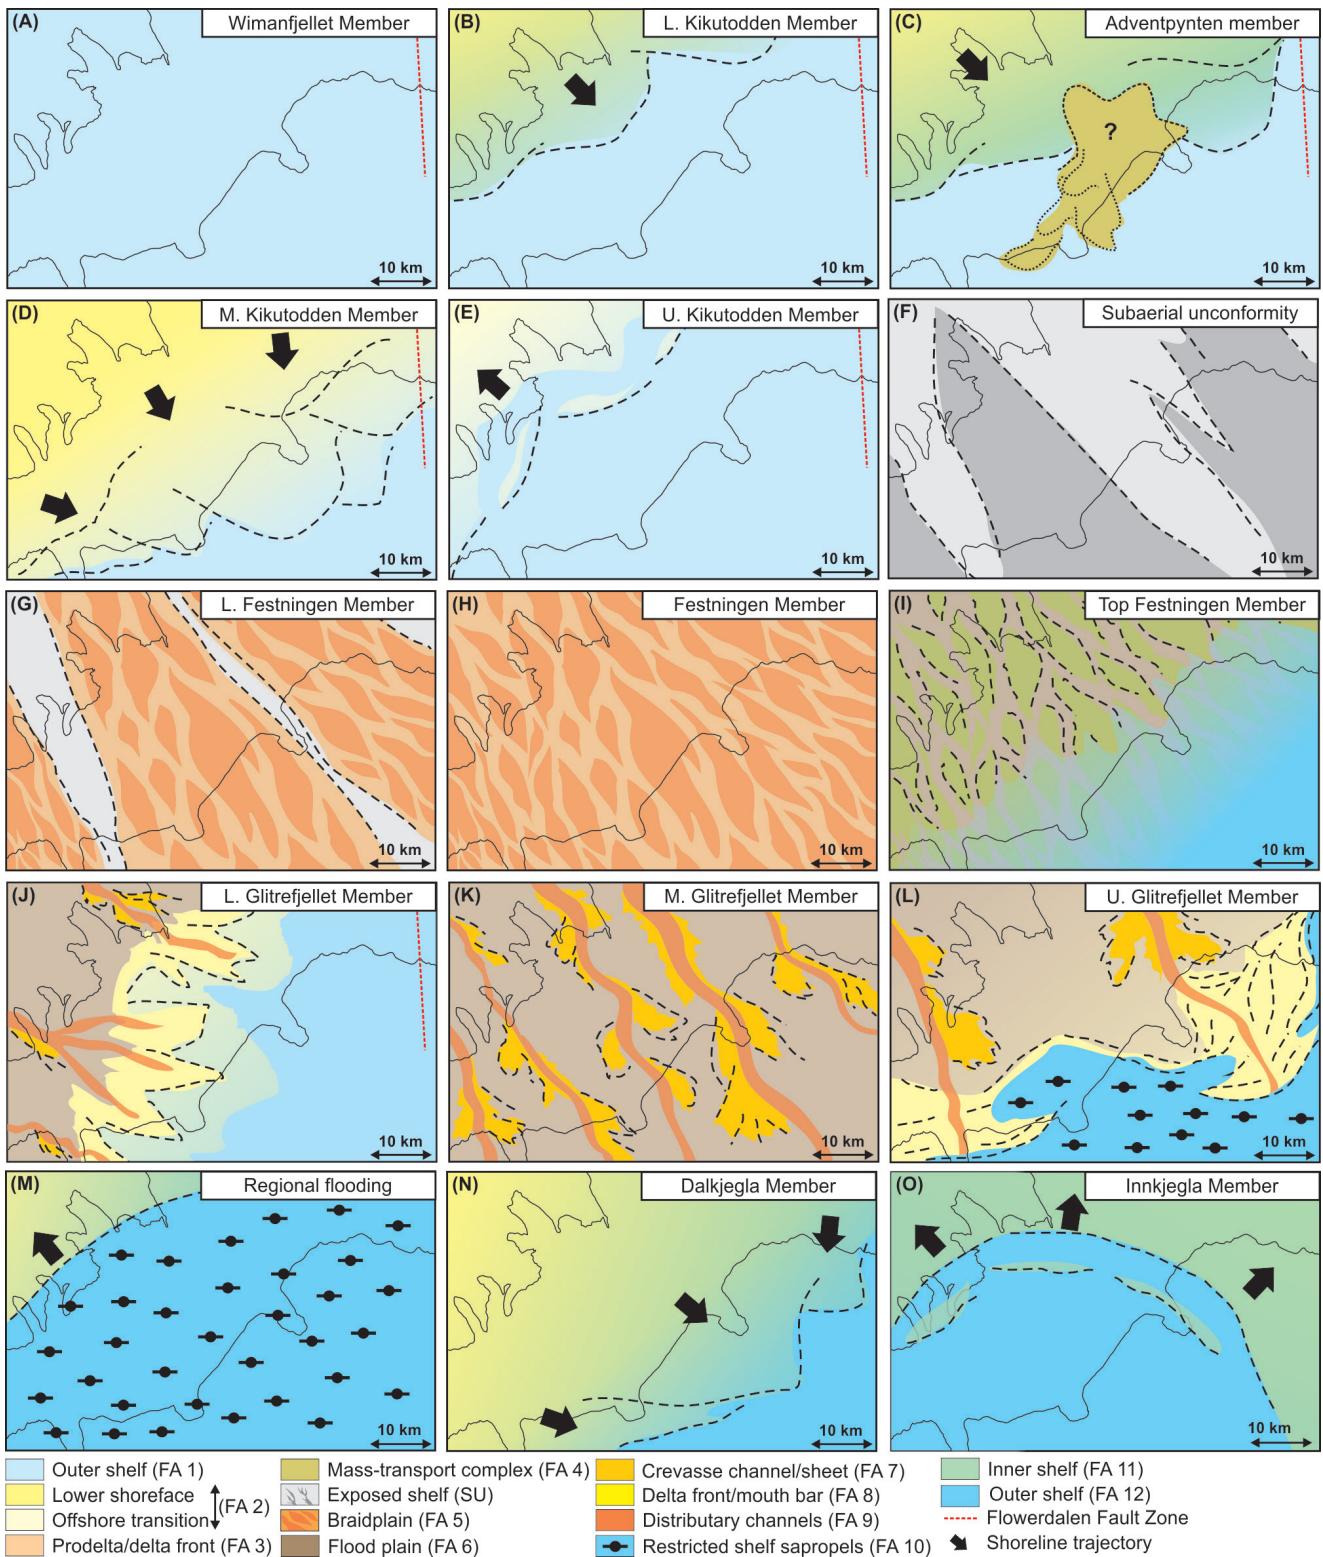 (A) Wimanfjellet Member
10 km
(B) L. Kikutodden Member
10 km
(C) Adventpynten member
?
10 km
(D) M. Kikutodden Member
10 km
(E) U. Kikutodden Member
10 km
(F) Subaerial unconformity
10 km
(G) L. Festningen Member
10 km
(H) Festningen Member
10 km
(I) Top Festningen Member
10 km
(J) L. Glitrefjellet Member
10 km
(K) M. Glitrefjellet Member
10 km
(L) U. Glitrefjellet Member
10 km
(M) Regional flooding
10 km
(N) Dalkjegla Member
10 km
(O) Innkjegla Member
10 km
Outer shelf (FA 1)
Lower shoreface
(FA 2)
Offshore transition
Prodelta/delta front (FA 3)
Mass-transport complex (FA 4)
Exposed shelf (SU)
Braidplain (FA 5)
Flood plain (FA 6)
Crevasse channel/sheet (FA 7)
Delta front/mouth bar (FA 8)
Distributary channels (FA 9)
Restricted shelf sapropels (FA 10)
Inner shelf (FA 11)
Outer shelf (FA 12)
Flowerdalen Fault Zone
Shoreline trajectory